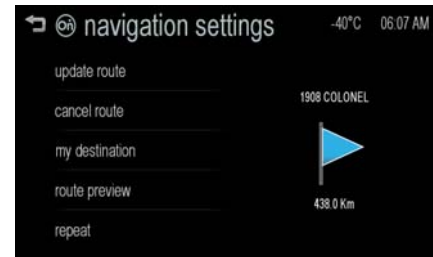 On navigation settings -40°C 06:07 AM
update route
cancel route
1908 COLONEL
my destination
route preview
438.0 Km
repeat